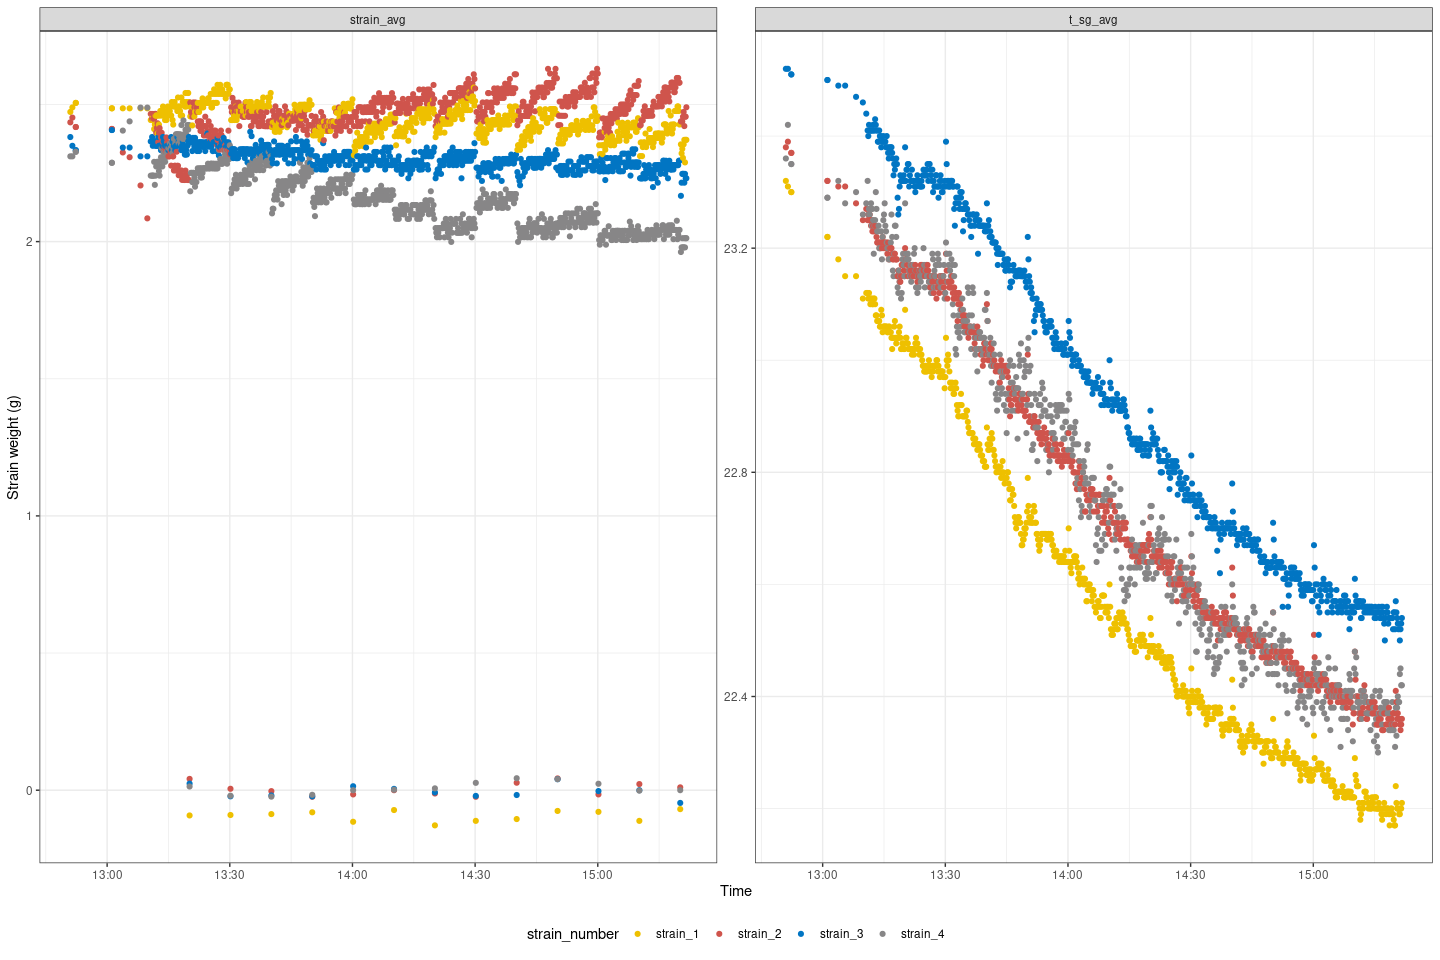 strain_avg
t_sg_avg
Strain weight (g)
2
1
0
23.2
22.8
22.4
13:00 13:30 14:00 14:30 15:00
13:00 13:30 14:00 14:30 15:00
Time
strain_number strain_1 strain_2 strain_3 strain_4